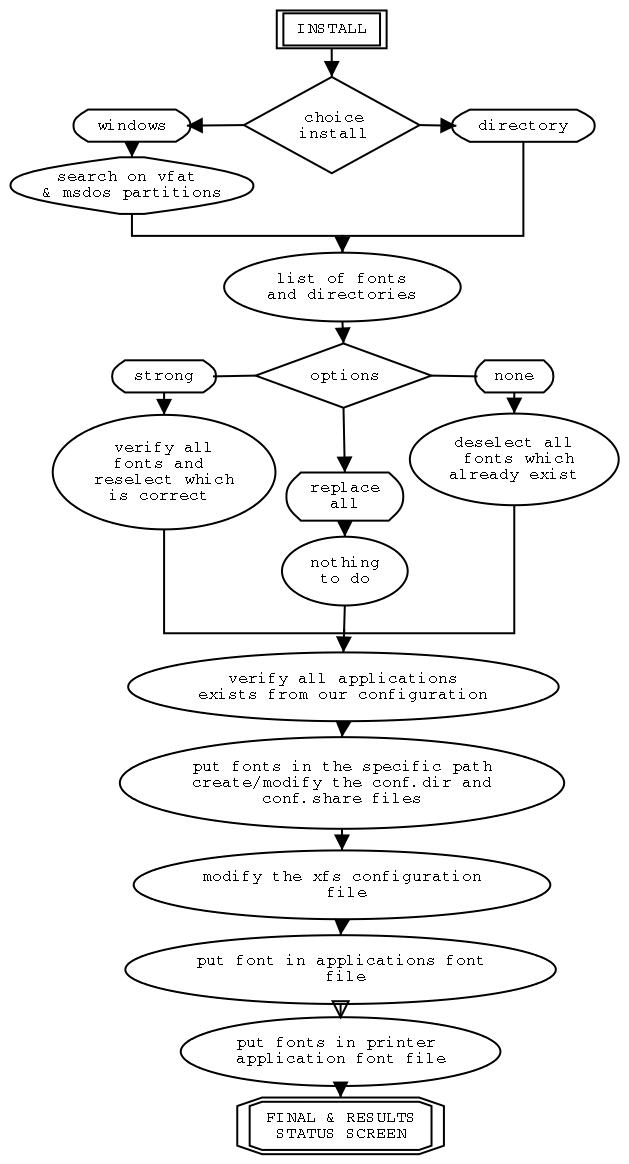 INSTALL
choice
install
windows
directory
search on vfat
& msdos partitions
list of fonts
and directories
strong
options
none
verify all
fonts and
reselect which
is correct
deselect all
fonts which
already exist
replace
all
nothing
to do
verify all applications
exists from our configuration
put fonts in the specific path
create/modify the conf.dir and
conf.share files
modify the xfs configuration
file
put font in applications font
file
put fonts in printer
application font file
FINAL & RESULTS
STATUS SCREEN